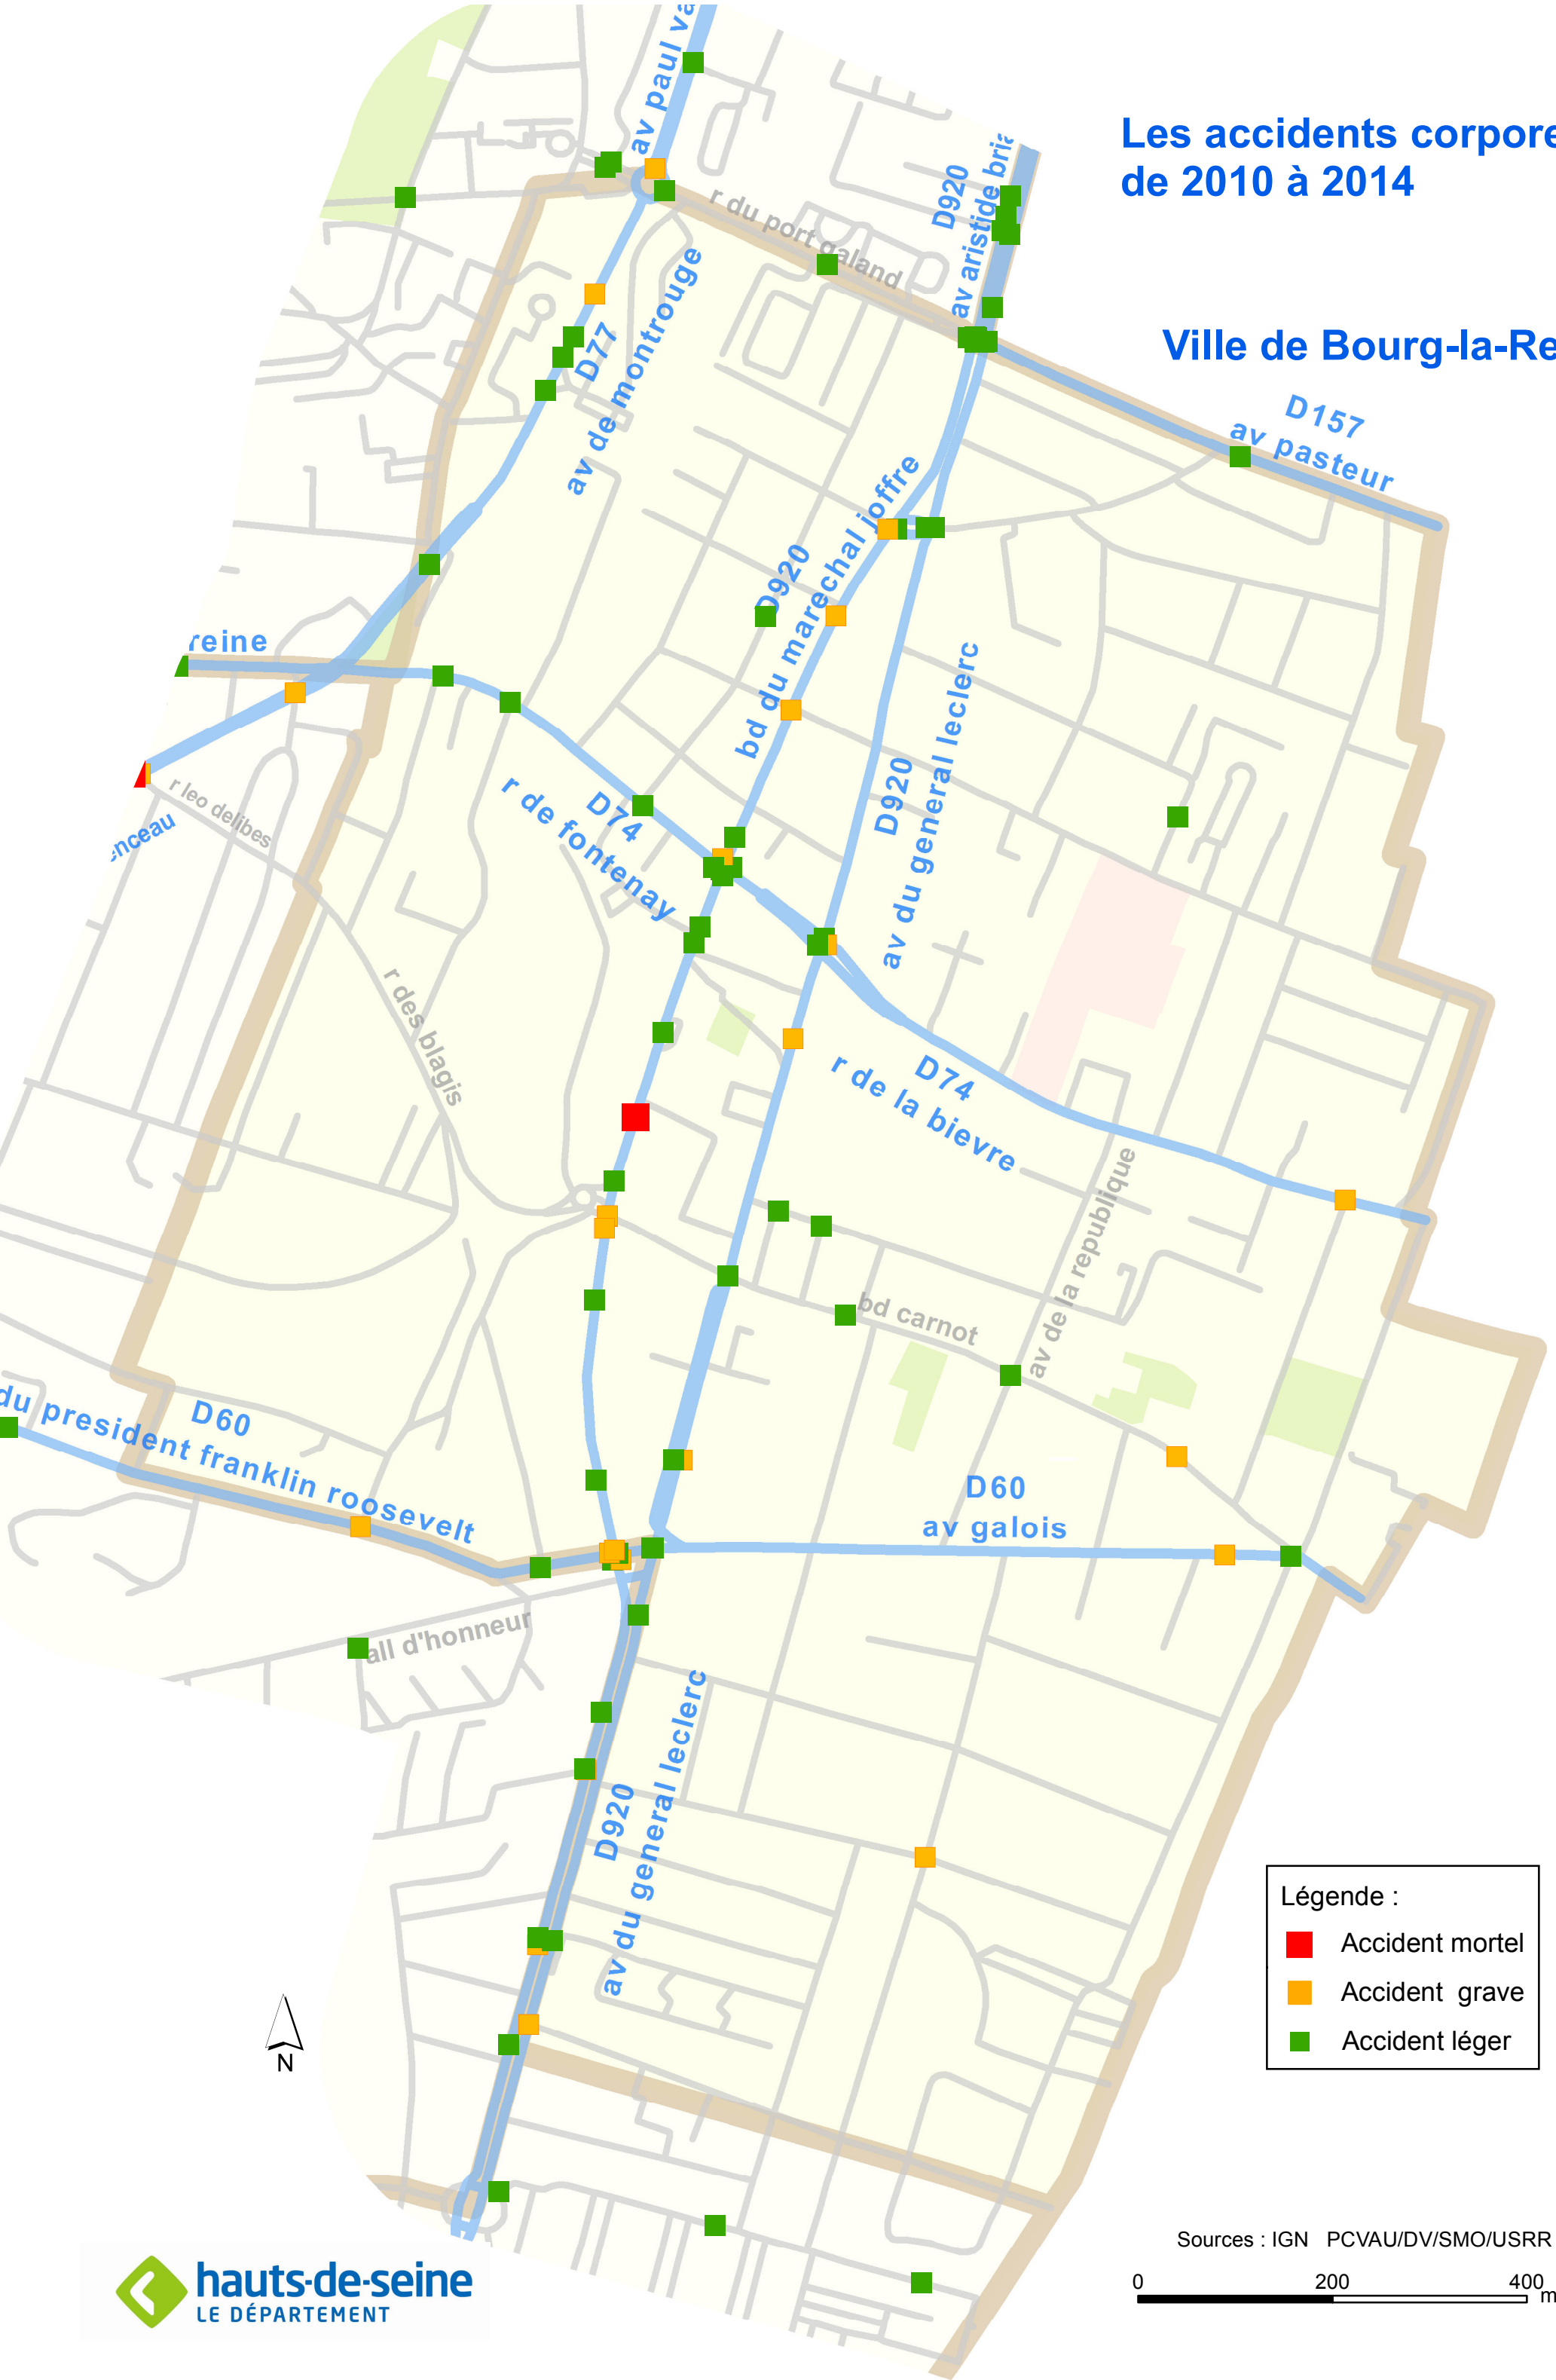 av paul va
Les accidents corpore
de 2010 à 2014
D920
av aristide bria
r du port galand
Ville de Bourg-la-Re
D77
av de montrouge
D157
av pasteur
D920
bd du marechal joffre
reine
D920
av du general leclerc
r leo delibes
enceau
D74
r de fontenay
r des blagis
D74
r de la bievre
av de la republique
bd carnot
du president franklin roosevelt
D60
D60
av galois
all d'honneur
D920
av du general leclerc
Légende :
Accident mortel
Accident grave
Accident léger
N
Sources : IGN PCVAU/DV/SMO/USRR
0 200 400 m
hauts-de-seine
LE DÉPARTEMENT